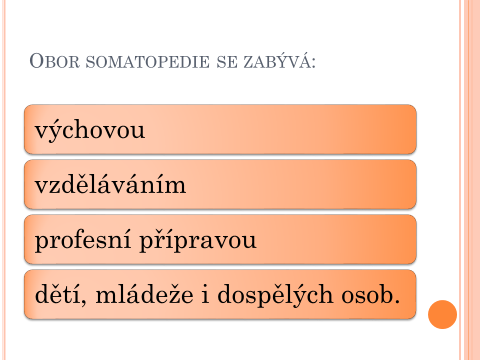 Obor somatopedie se zabývá:
výchovou
vzděláváním
profesní přípravou
dětí, mládeže i dospělých osob.